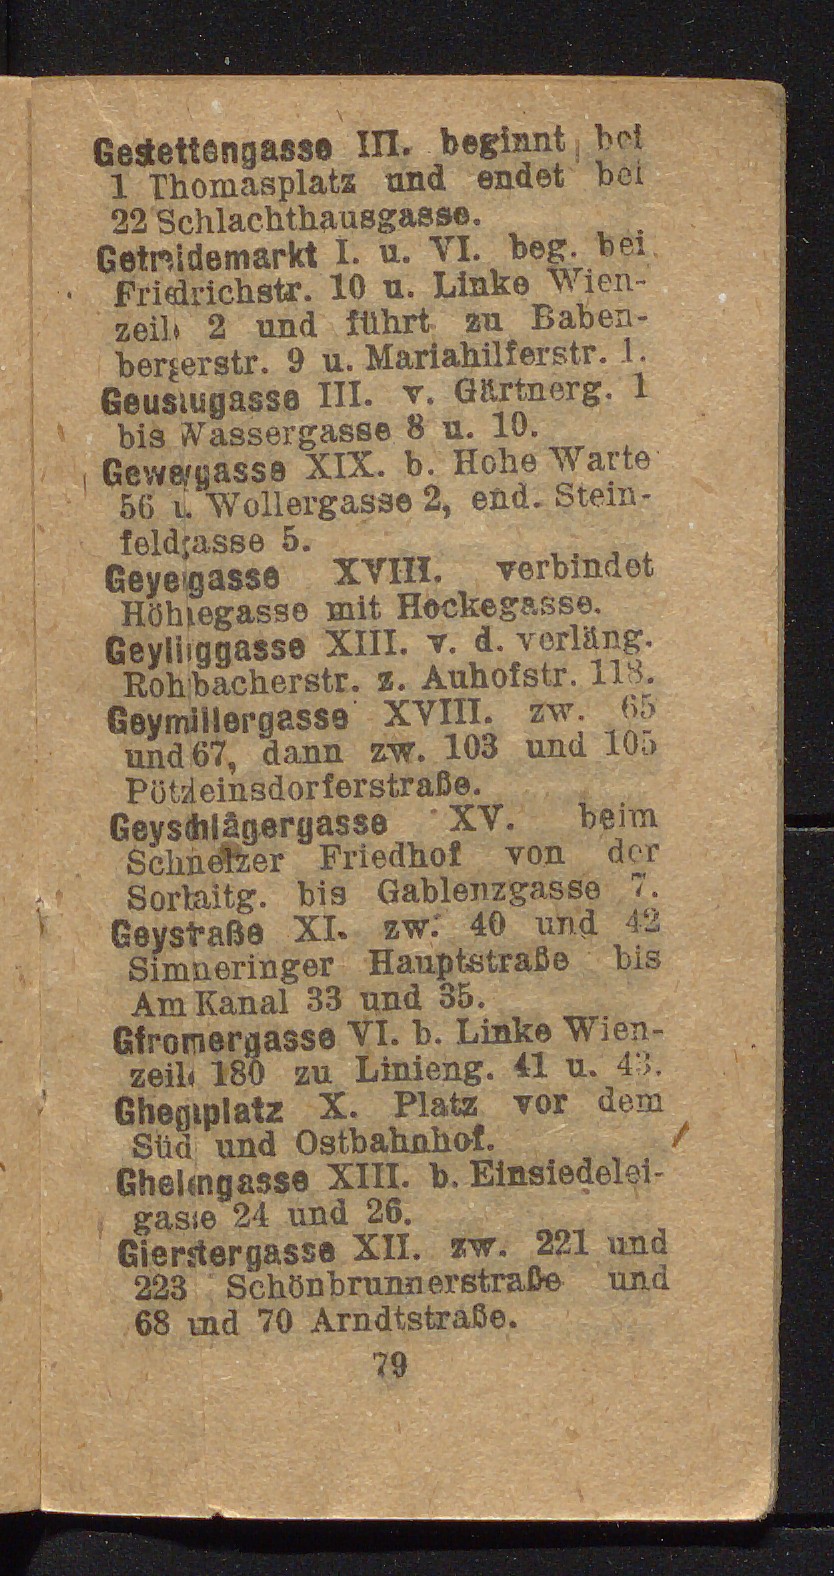 Gestettengasse III. beginnt bei
1 Thomasplatz und endet bei
22 Schlachthausgasse.
Getreidemarkt I. u. VI. beg. bei
Friedrichstr. 10 u. Linke Wien-
zeile 2 und führt zu Baben-
bergerstr. 9 u. Mariahilferstr. 1.
Geusaugasse III. v. Gärtnerg. 1
bis Wassergasse 8 u. 10.
Geweygasse XIX. b. Hohe Warte
56 u. Wollergasse 2, end. Stein-
feldgasse 5.
Geyergasse XVIII. verbindet
Höhnegasse mit Hockegasse.
Geylinggasse XIII. v. d. verläng.
Rohrbacherstr. z. Auhofstr. 118.
Geymüllergasse XVIII. zw. 65
und 67, dann zw. 103 und 105
Pötzleinsdorferstraße.
Geyschlägergasse XV. beim
Schmelzer Friedhof von der
Sorbaitg. bis Gablenzgasse 7.
Geystraße XI. zw. 40 und 42
Simmeringer Hauptstraße bis
Am Kanal 33 und 35.
Gfrornergasse VI. b. Linke Wien-
zeile 180 zu Linieng. 41 u. 43.
Ghegaplatz X. Platz vor dem
Süd und Ostbahnhof.
Ghelengasse XIII. b. Einsiedelei-
gasse 24 und 26.
Gierstergasse XII. zw. 221 und
223 Schönbrunnerstraße und
68 und 70 Arndtstraße.
79